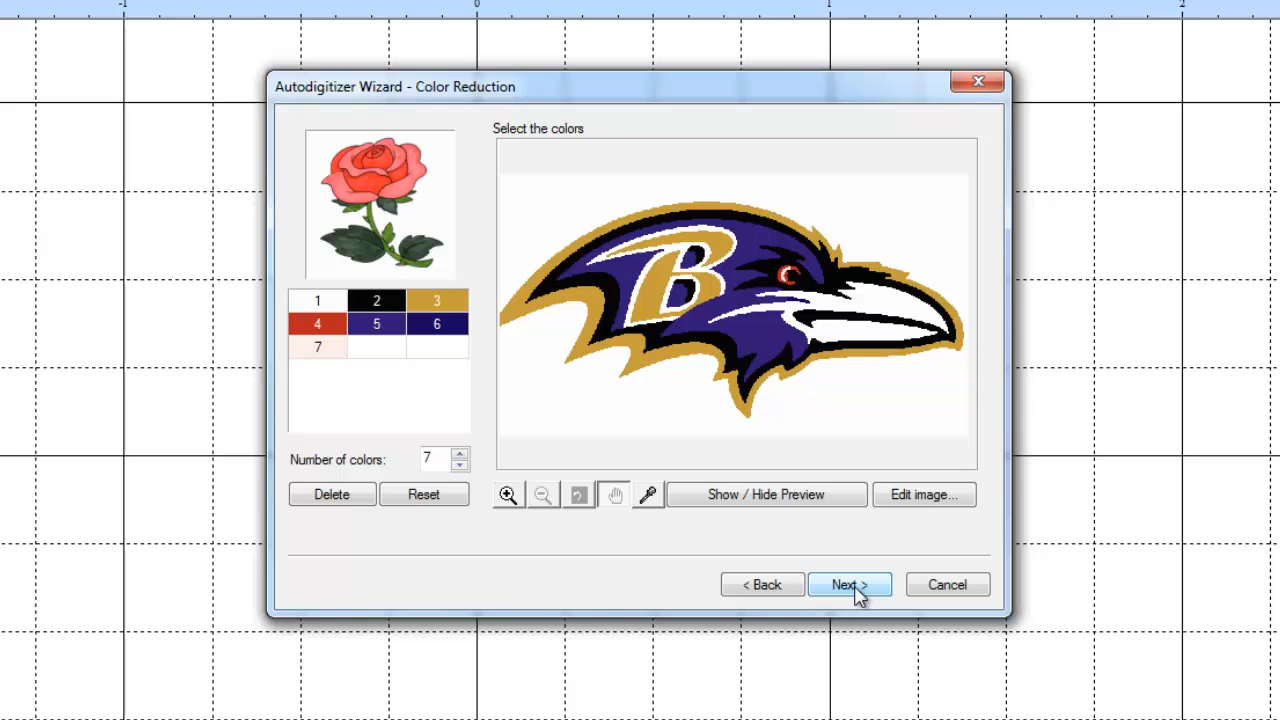 -1 0 1 2
Autodigitizer Wizard - Color Reduction
Select the colors
B
1 2 3
4 5 6
7
Number of colors: 7
Delete Reset Show / Hide Preview Edit image...
< Back Next > Cancel